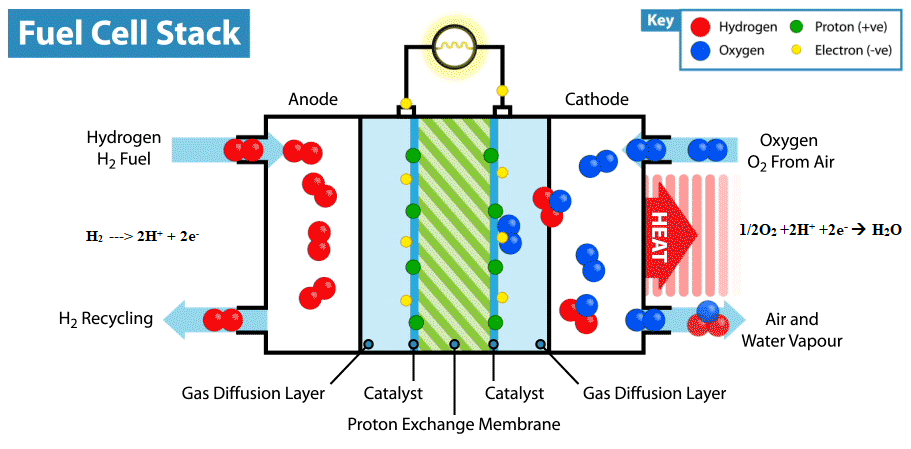 Fuel Cell Stack
Key
Hydrogen
Proton (+ve)
Oxygen
Electron (-ve)
Anode
Cathode
Hydrogen
H₂ Fuel
Oxygen
O₂ From Air
H₂ ---> 2H⁺ + 2e⁻
HEAT
1/2O₂ +2H⁺ +2e⁻ → H₂O
H₂ Recycling
Air and
Water Vapour
Gas Diffusion Layer
Catalyst
Catalyst
Gas Diffusion Layer
Proton Exchange Membrane